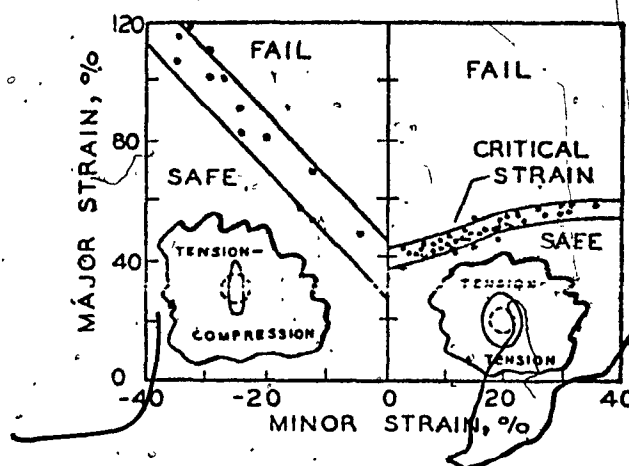 120
FAIL
FAIL
MAJOR STRAIN, %
80
CRITICAL
STRAIN
SAFE
SAFE
TENSION
TENSION
40
COMPRESSION
TENSION
0
-40
-20
0
20
40
MINOR STRAIN, %